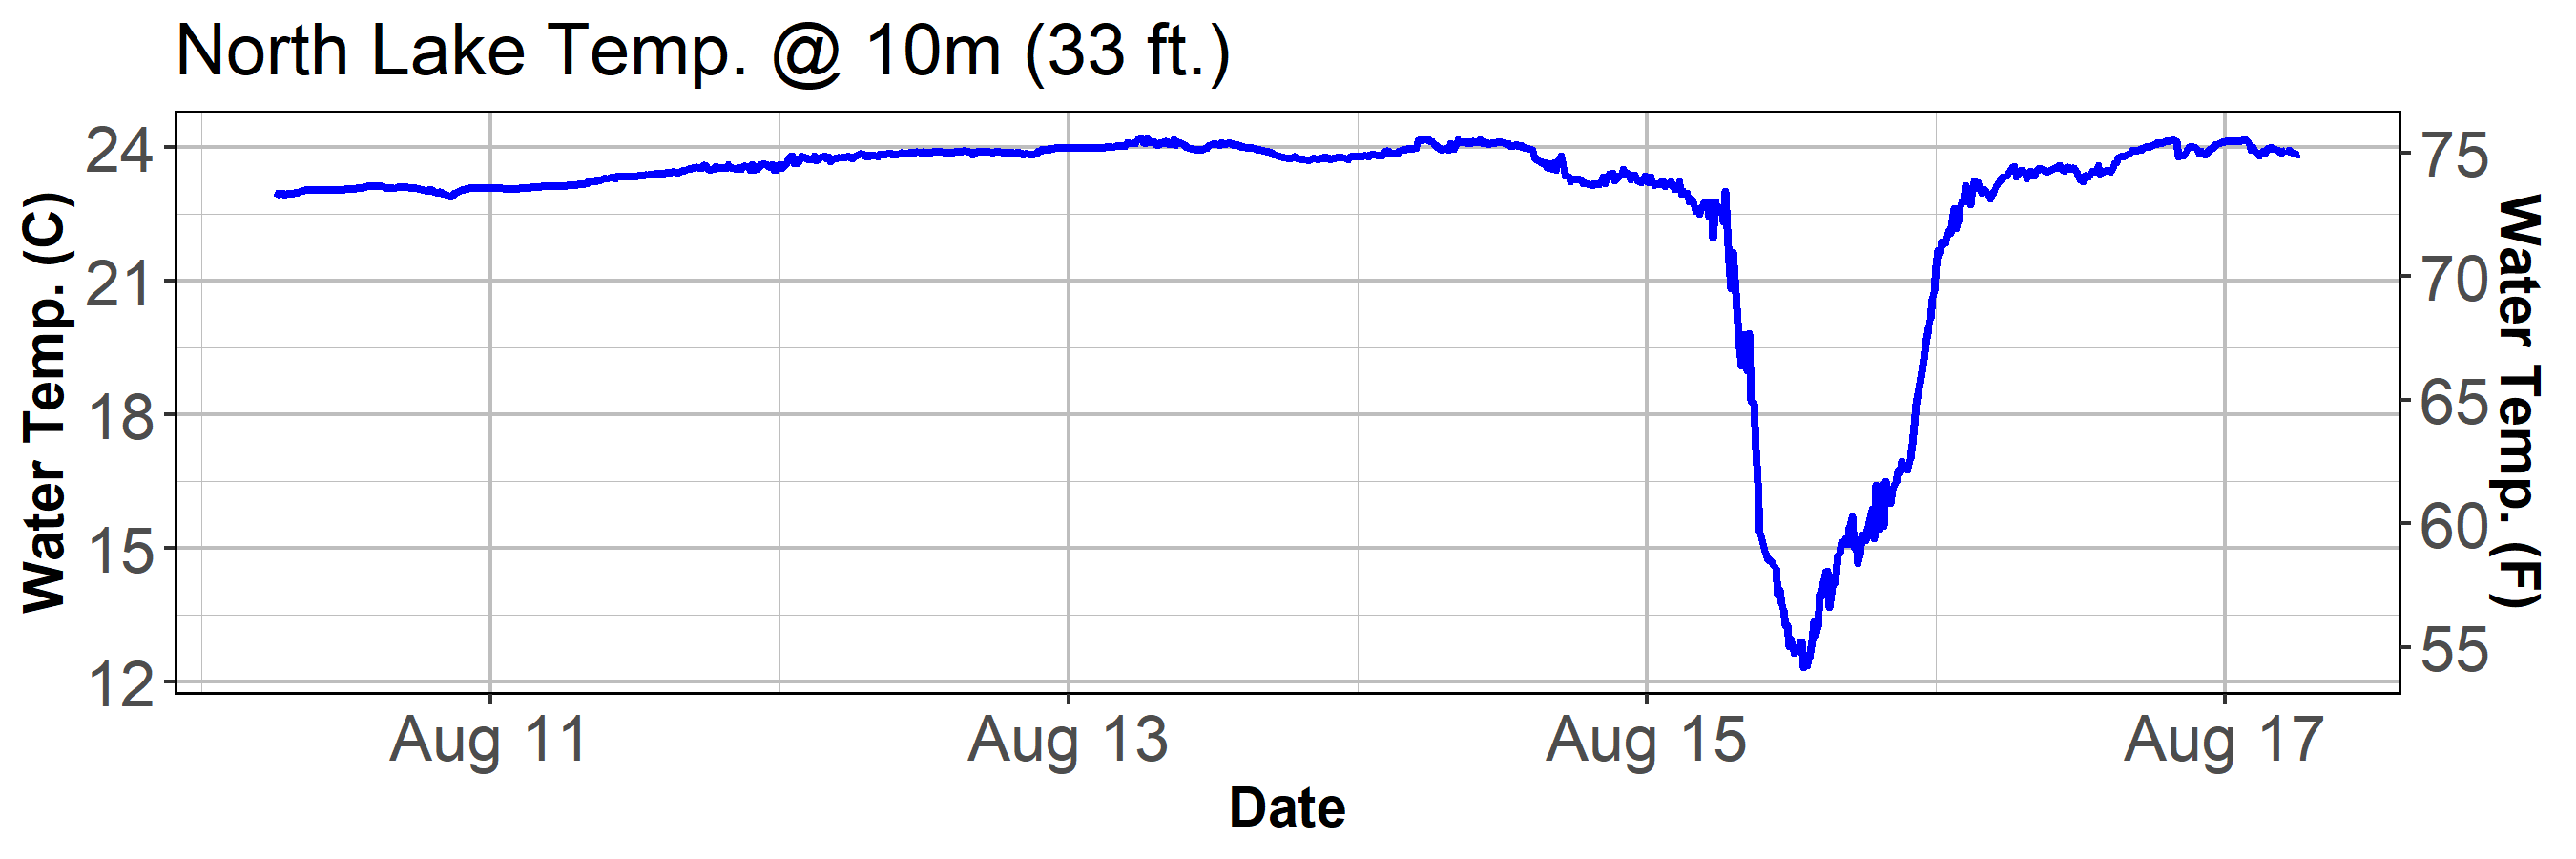 North Lake Temp. @ 10m (33 ft.)
Water Temp. (C)
24
21
18
15
12
75
70
65
60
55
Water Temp. (F)
Aug 11
Aug 13
Aug 15
Aug 17
Date